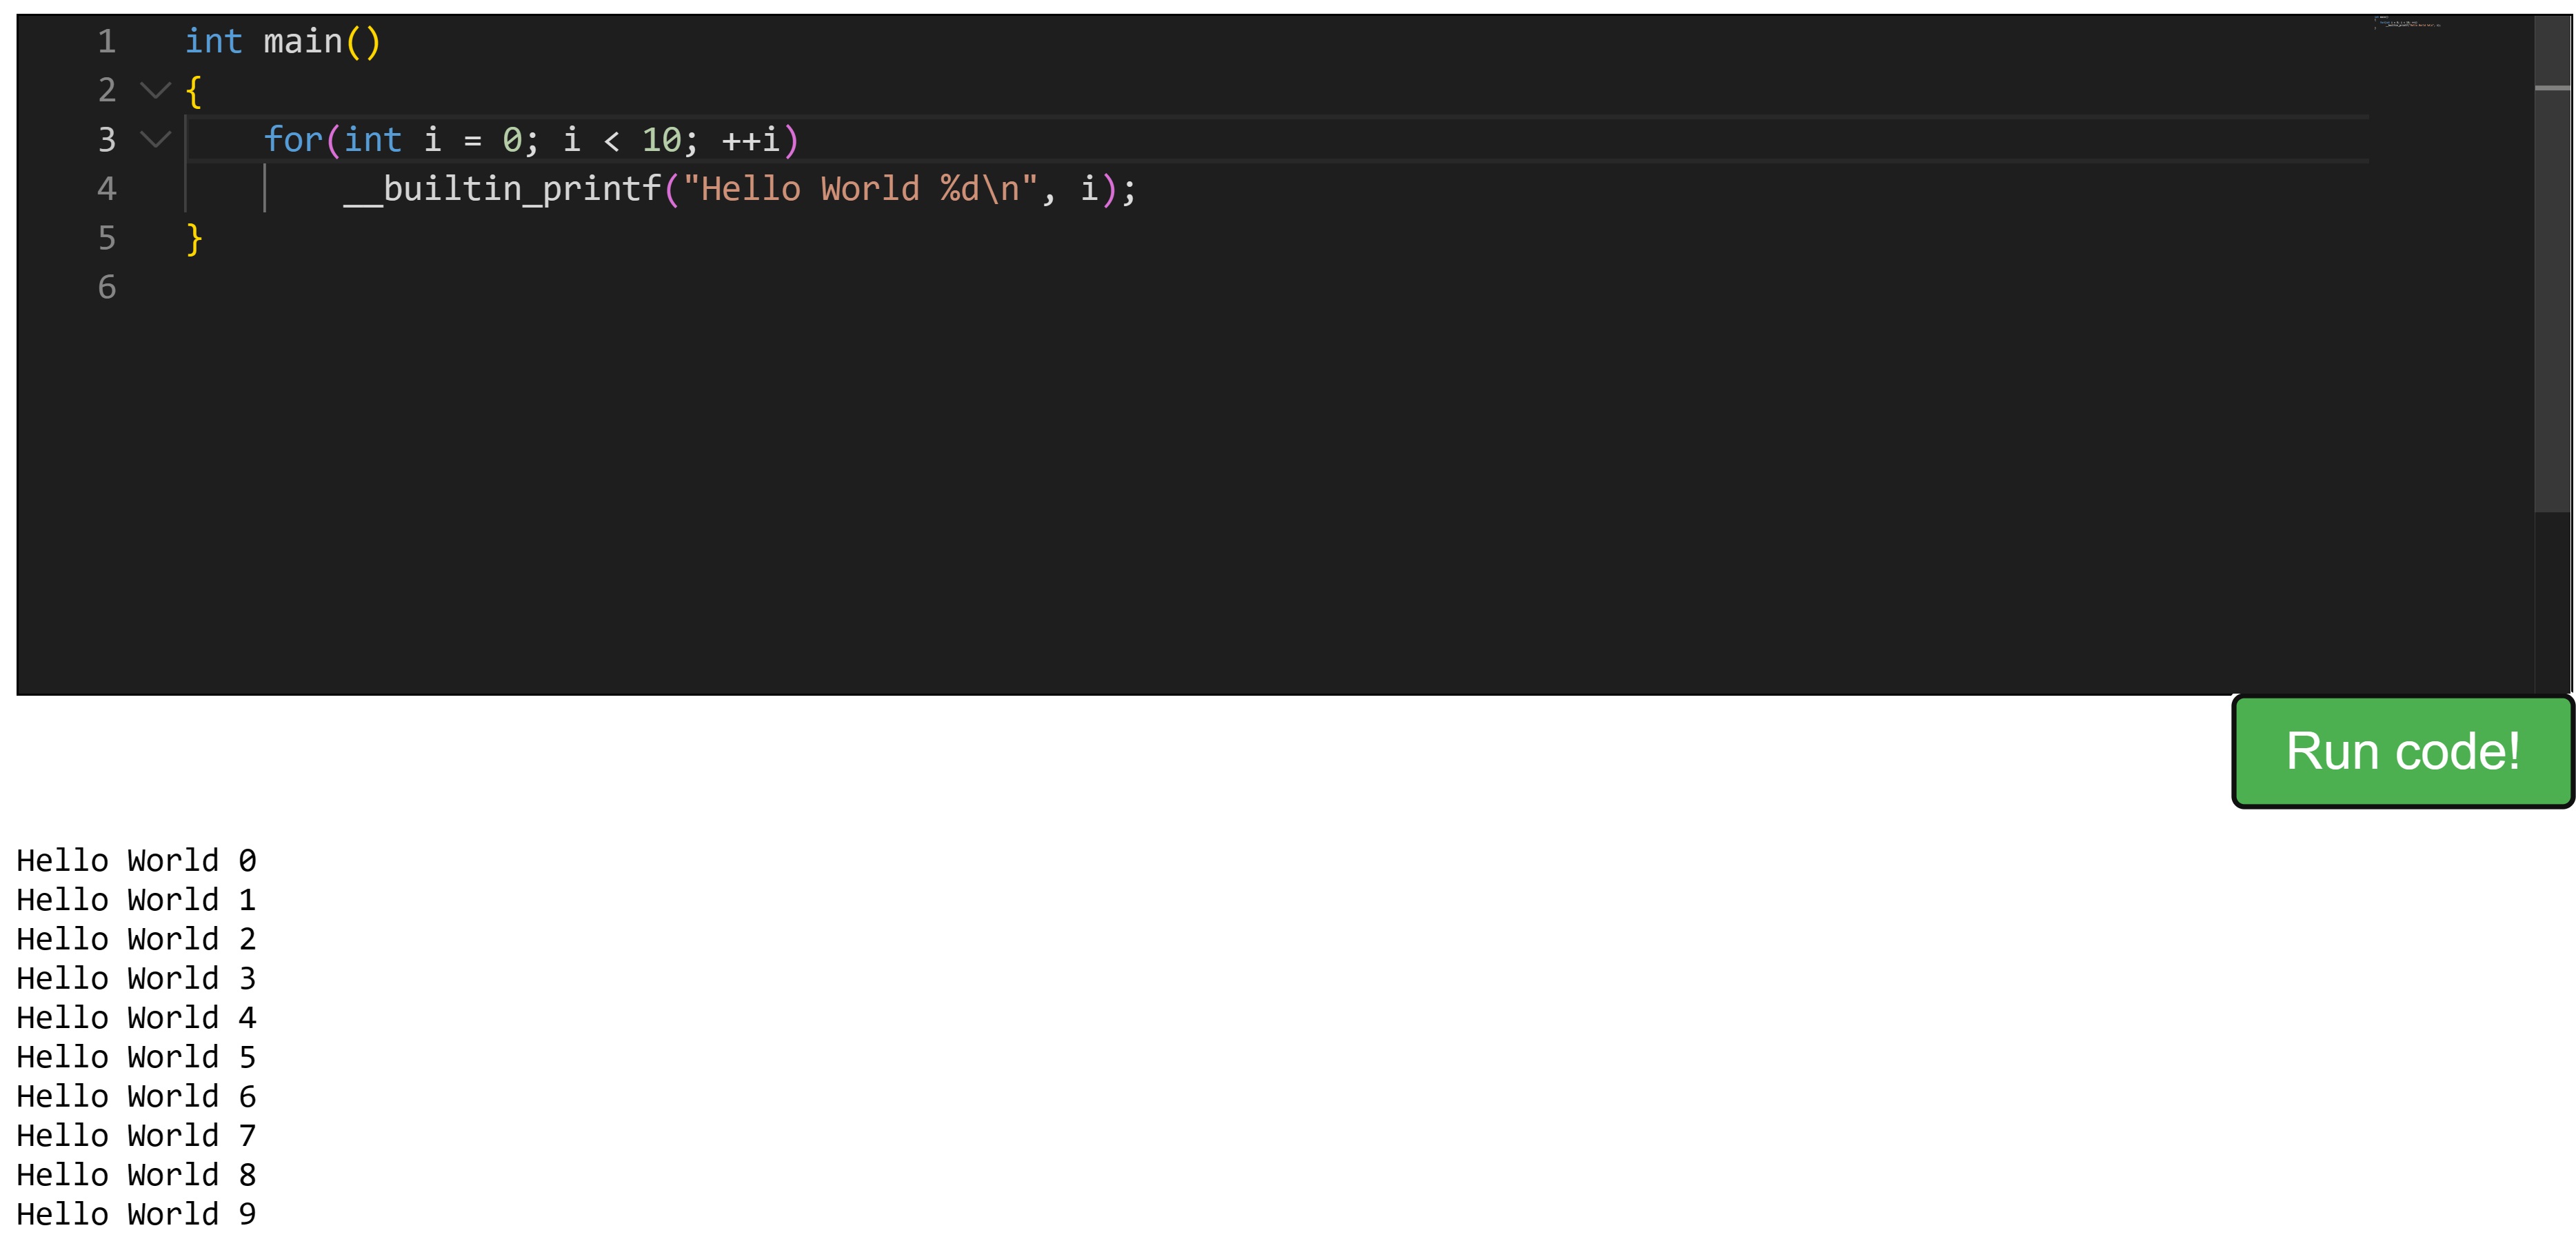 1 int main()
2 {
3     for(int i = 0; i < 10; ++i)
4         __builtin_printf("Hello World %d\n", i);
5 }
6
Run code!
Hello World 0
Hello World 1
Hello World 2
Hello World 3
Hello World 4
Hello World 5
Hello World 6
Hello World 7
Hello World 8
Hello World 9